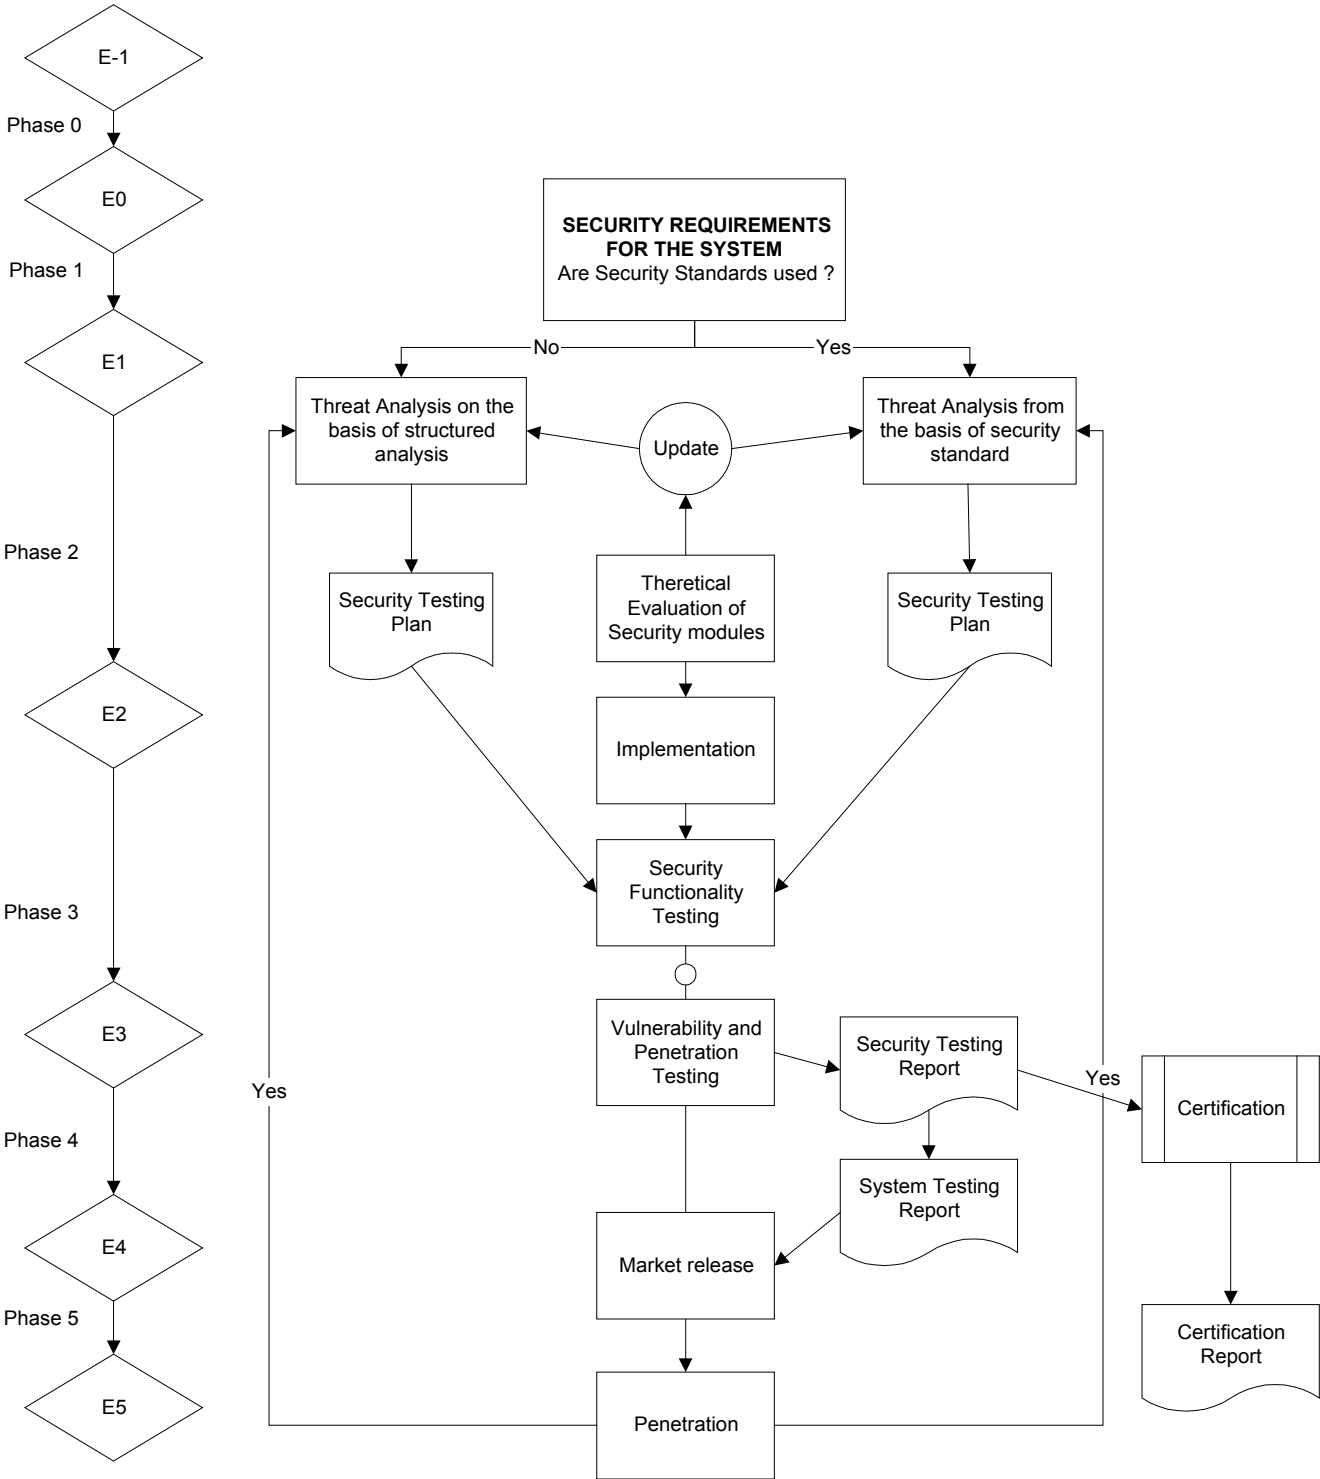 E-1
Phase 0
E0
Phase 1
E1
Phase 2
E2
Phase 3
E3
Phase 4
E4
Phase 5
E5
SECURITY REQUIREMENTS
FOR THE SYSTEM
Are Security Standards used ?
No
Yes
Threat Analysis on the
basis of structured
analysis
Update
Threat Analysis from
the basis of security
standard
Security Testing
Plan
Theretical
Evaluation of
Security modules
Security Testing
Plan
Implementation
Security
Functionality
Testing
Vulnerability and
Penetration
Testing
Security Testing
Report
Yes
Yes
Certification
System Testing
Report
Market release
Certification
Report
Penetration